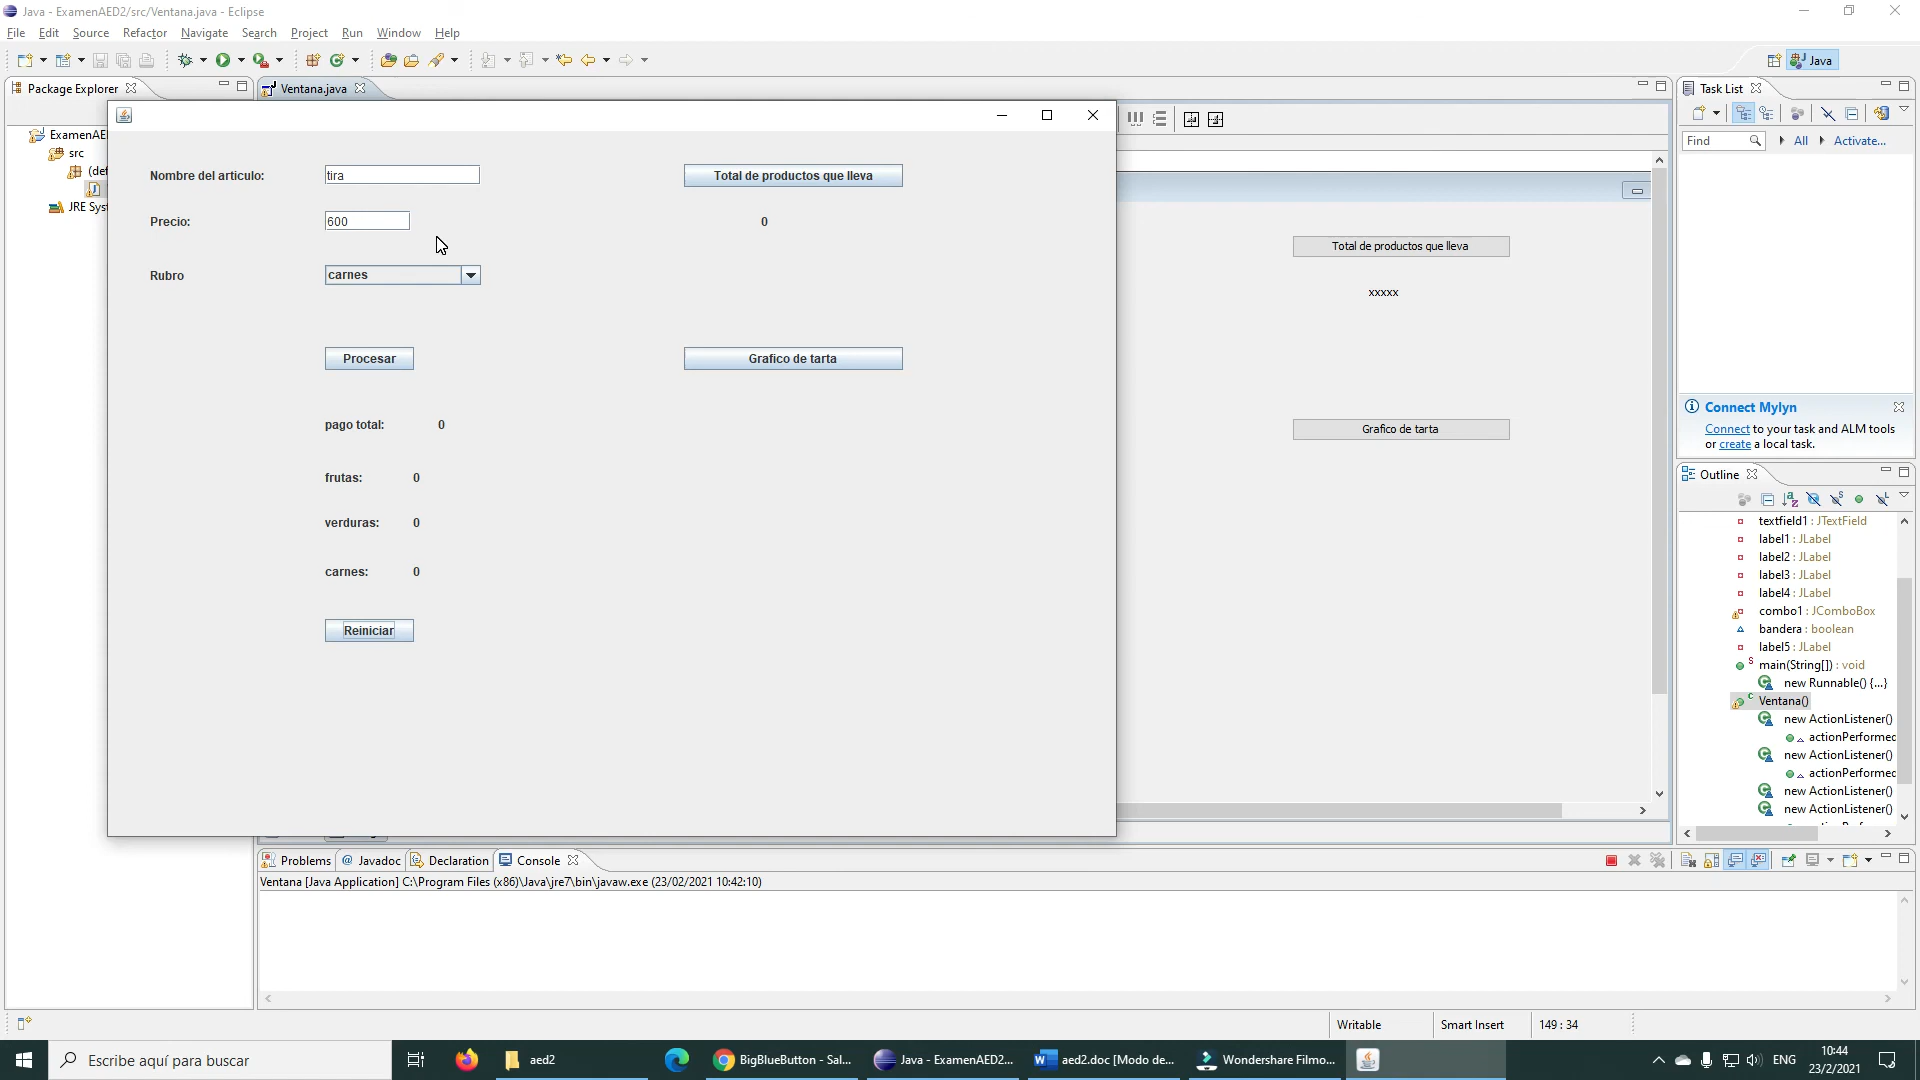 Java - ExamenAED2/src/Ventana.java - Eclipse
File Edit Source Refactor Navigate Search Project Run Window Help
Java
Package Explorer
Ventana.java
Task List
Find
All
Activate...
ExamenAE
src
(def
JRE Sys
Nombre del articulo:
tira
Total de productos que lleva
Precio:
600
0
Rubro
carnes
Procesar
Grafico de tarta
pago total:
0
frutas:
0
verduras:
0
carnes:
0
Reiniciar
Total de productos que lleva
xxxxx
Grafico de tarta
Connect Mylyn
Connect to your task and ALM tools
or create a local task.
Outline
textfield1 : JTextField
label1 : JLabel
label2 : JLabel
label3 : JLabel
label4 : JLabel
combo1 : JComboBox
bandera : boolean
label5 : JLabel
main(String[]) : void
new Runnable() {...}
Ventana()
new ActionListener()
actionPerformed
new ActionListener()
actionPerformed
new ActionListener()
new ActionListener()
Problems
@ Javadoc
Declaration
Console
Ventana [Java Application] C:\Program Files (x86)\Java\jre7\bin\javaw.exe (23/02/2021 10:42:10)
Writable
Smart Insert
149 : 34
Escribe aquí para buscar
aed2
BigBlueButton - Sal...
Java - ExamenAED2...
aed2.doc [Modo de...
Wondershare Filmo...
ENG
10:44
23/2/2021